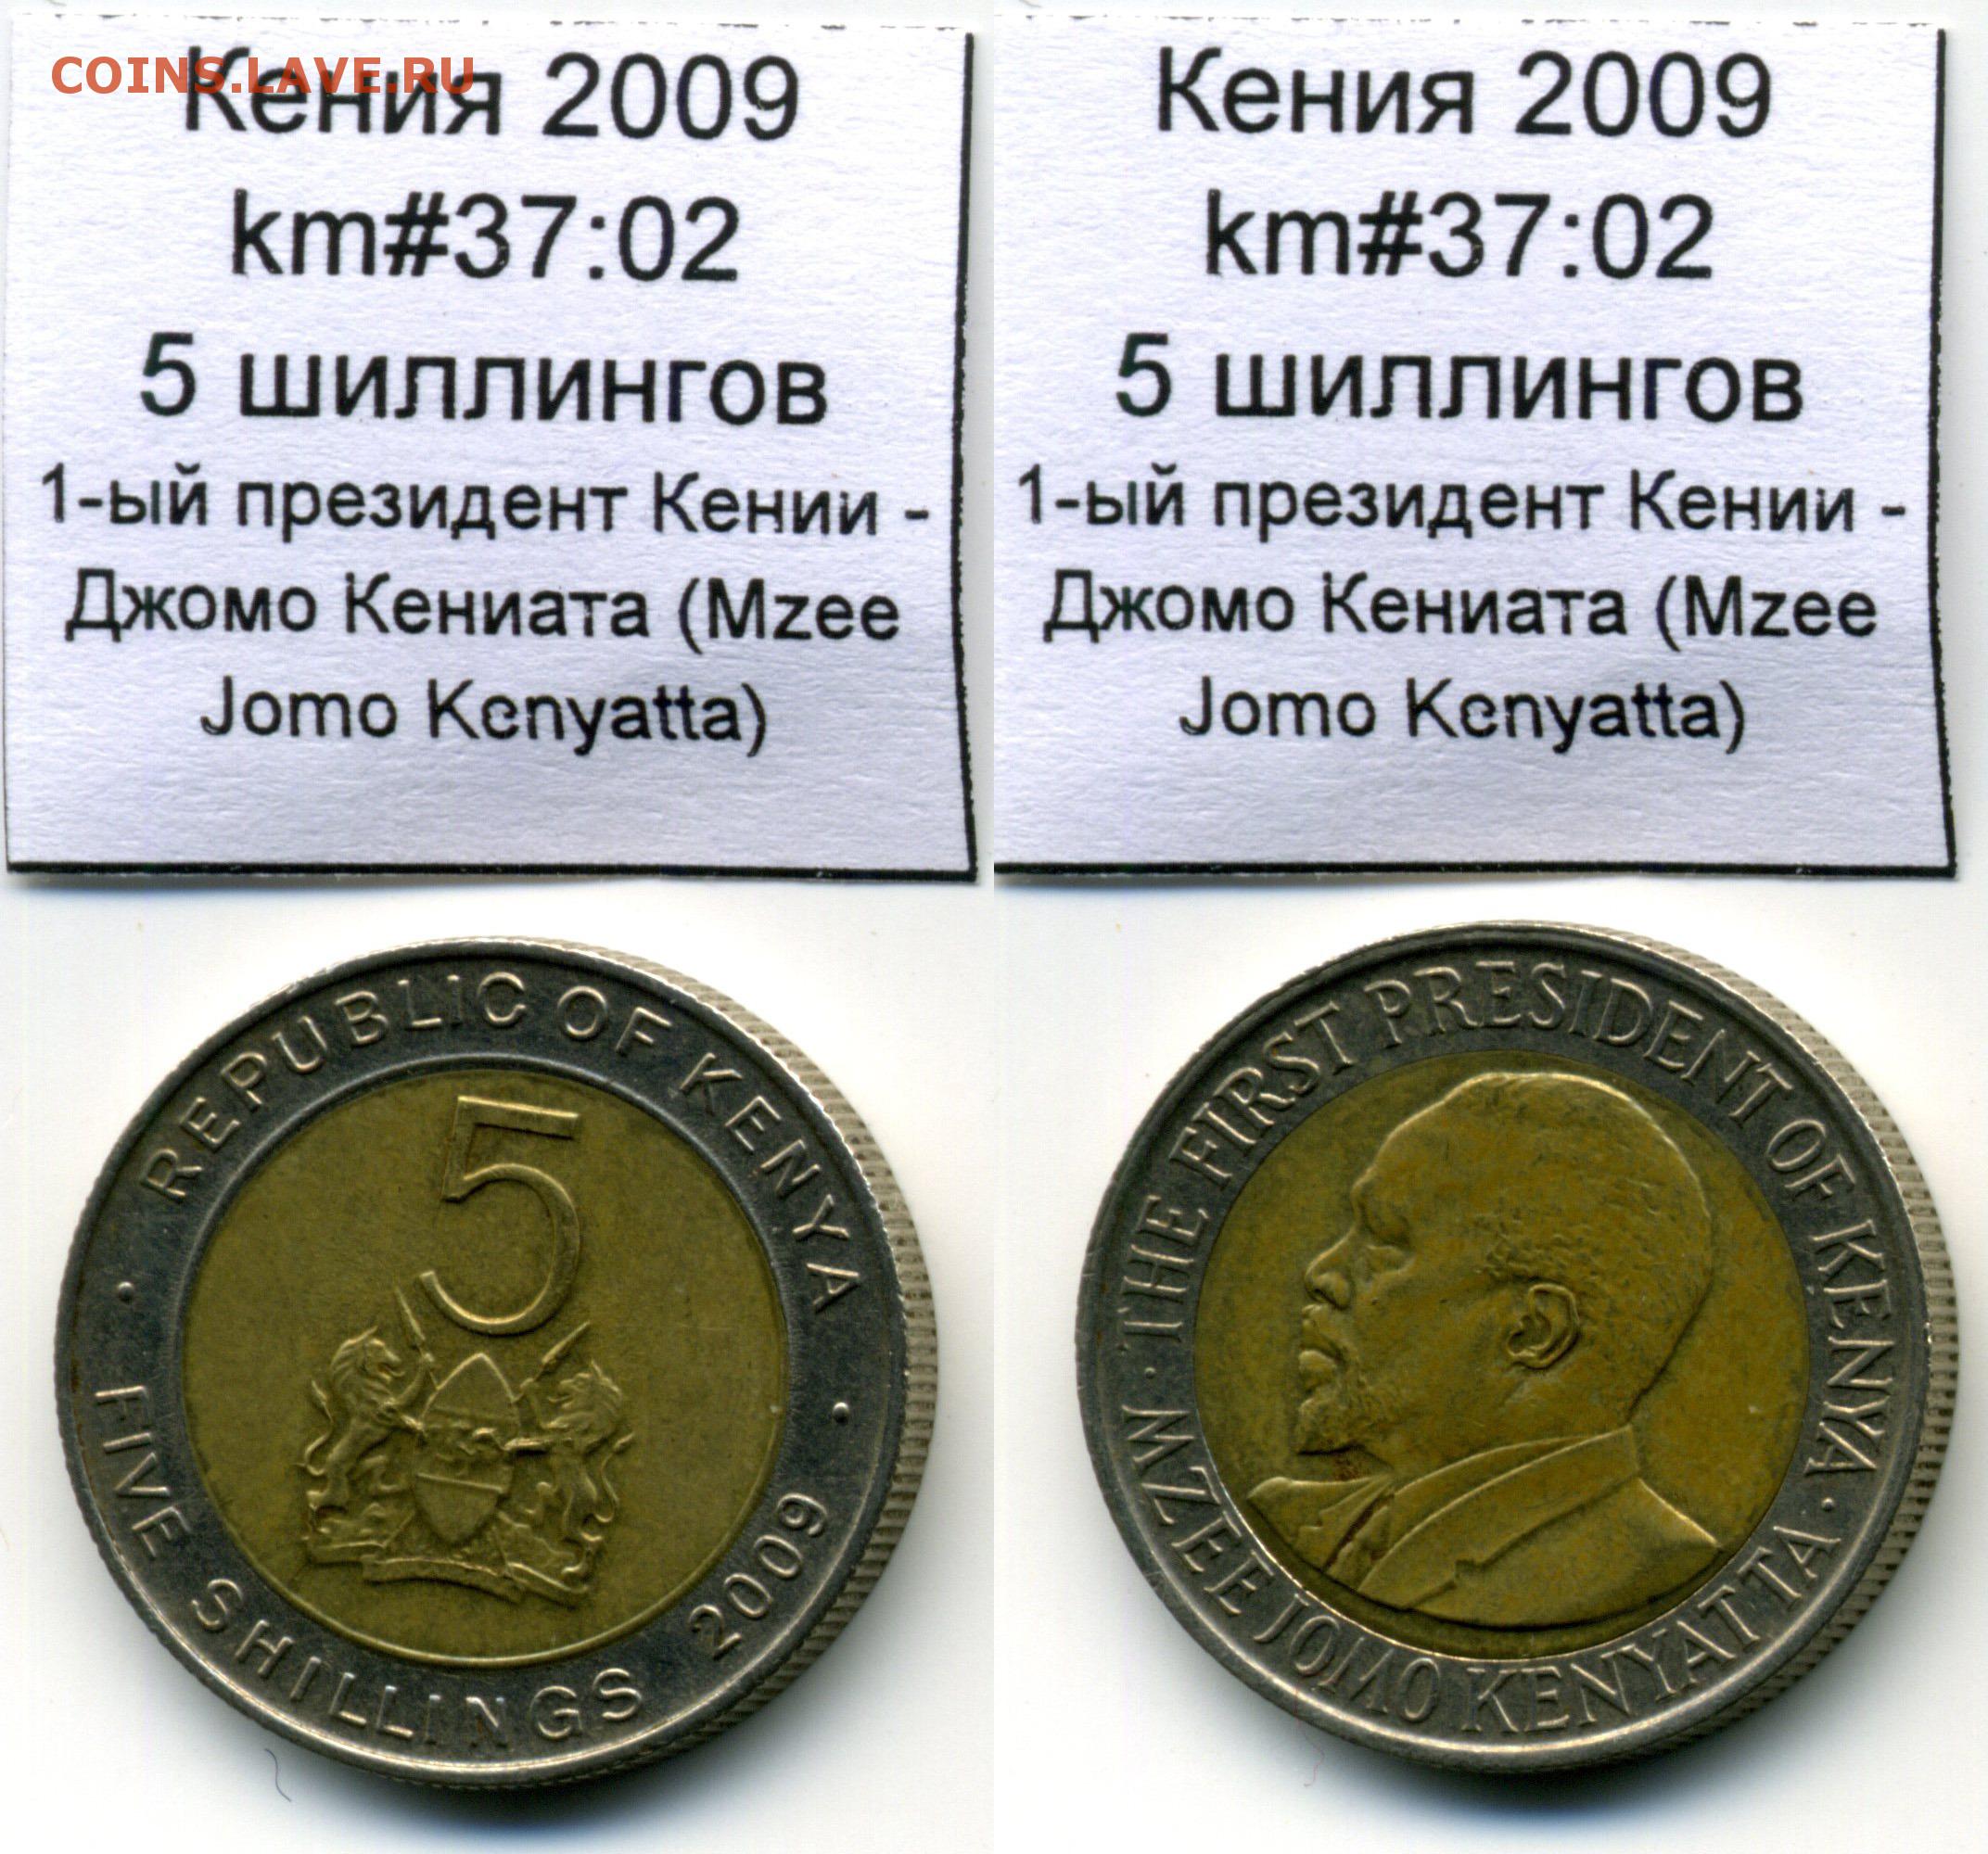 COINS.LAVE.RU
Кения 2009
km#37:02
5 шиллингов
1-ый президент Кении -
Джомо Кениата (Mzee
Jomo Kenyatta)
Кения 2009
km#37:02
5 шиллингов
1-ый президент Кении -
Джомо Кениата (Mzee
Jomo Kenyatta)
· REPUBLIC OF KENYA ·
5
FIVE SHILLINGS 2009
· THE FIRST PRESIDENT OF KENYA ·
MZEE JOMO KENYATTA